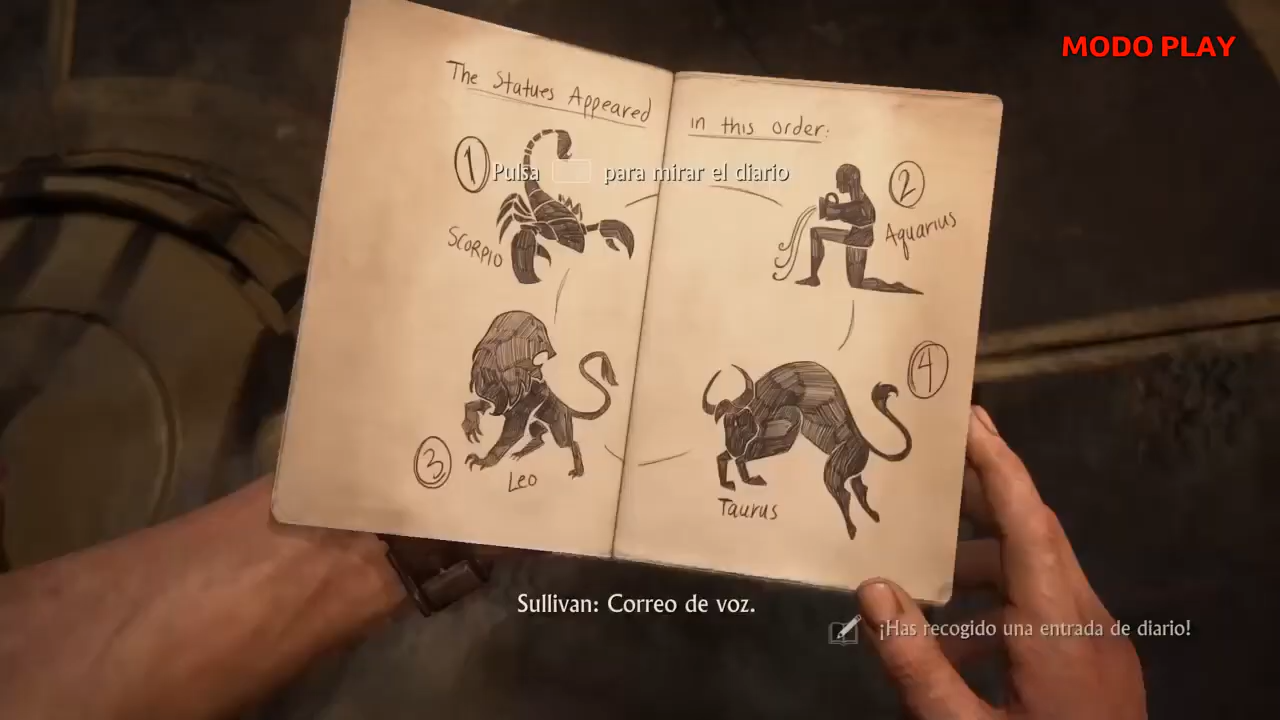 MODO PLAY
The Statues Appeared
in this order:
1
Pulsa para mirar el diario
2
SCORPIO
Aquarius
3
Leo
4
Taurus
Sullivan: Correo de voz.
¡Has recogido una entrada de diario!